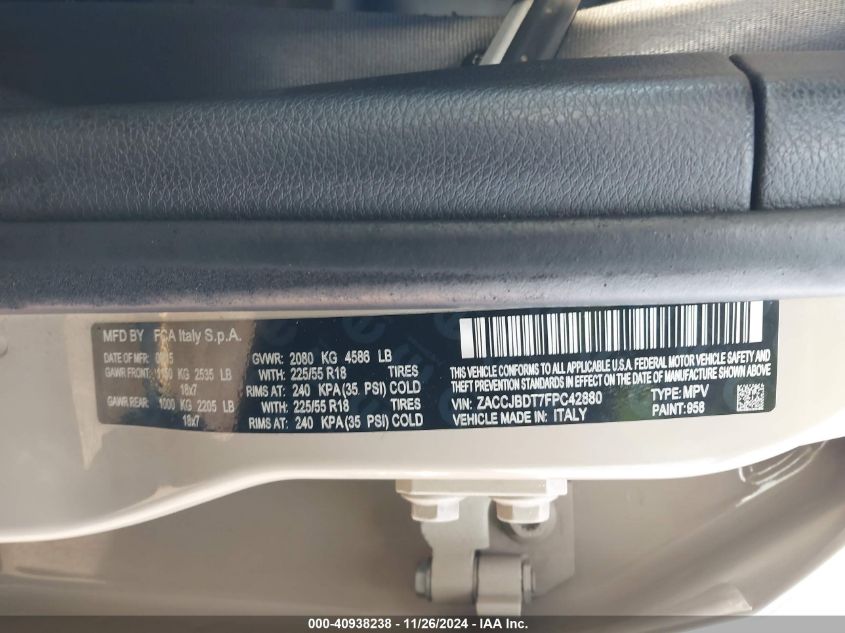 MFD BY FCA Italy S.p.A.
DATE OF MFR
GVWR: 2080 KG 4586 LB
GAWR FRONT: 1150 KG 2535 LB WITH: 225/55 R18 TIRES
18x7 RIMS AT: 240 KPA(35 PSI) COLD
GAWR REAR: 1000 KG 2205 LB WITH: 225/55 R18 TIRES
18x7 RIMS AT: 240 KPA(35 PSI) COLD
THIS VEHICLE CONFORMS TO ALL APPLICABLE U.S.A. FEDERAL MOTOR VEHICLE SAFETY AND
THEFT PREVENTION STANDARDS IN EFFECT ON THE DATE OF MANUFACTURE SHOWN ABOVE.
VIN: ZACCJBDT7FPC42880 TYPE: MPV
VEHICLE MADE IN: ITALY PAINT: 958
000-40938238 - 11/26/2024 - IAA Inc.